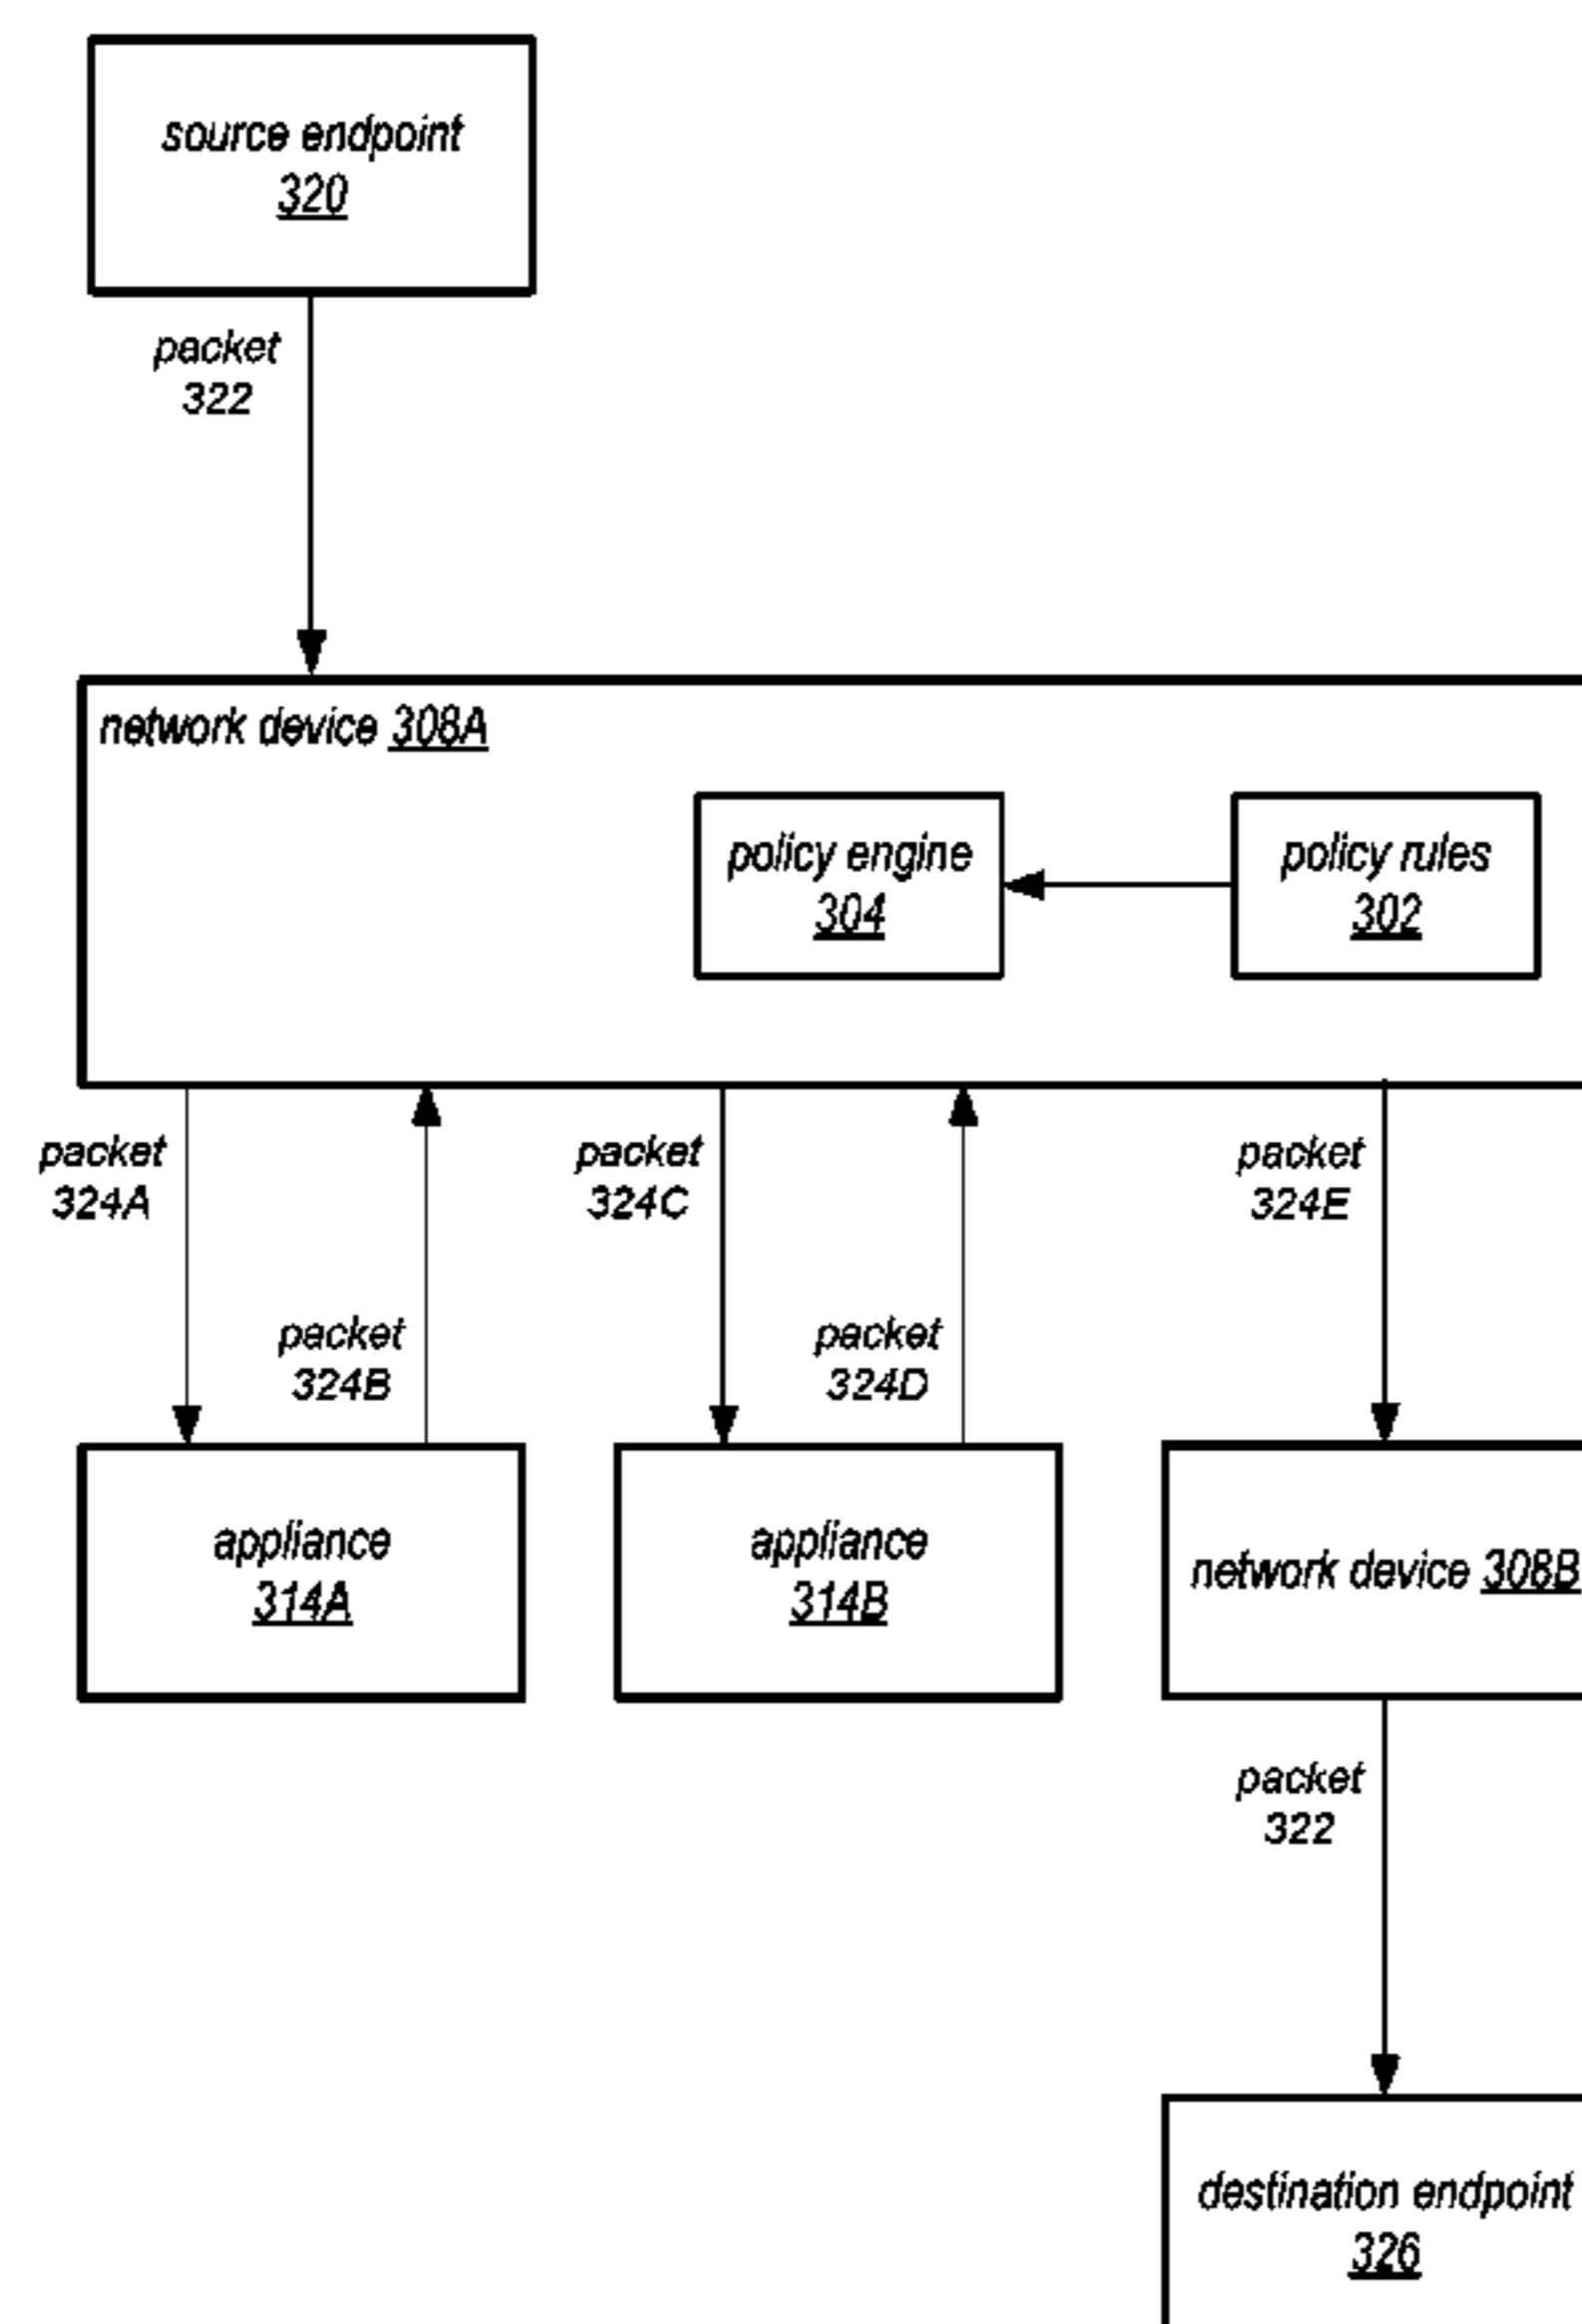 source endpoint
320
packet
322
network device 308A
policy engine
304
policy rules
302
packet
324A
packet
324B
packet
324C
packet
324D
packet
324E
appliance
314A
appliance
314B
network device 308B
packet
322
destination endpoint
326